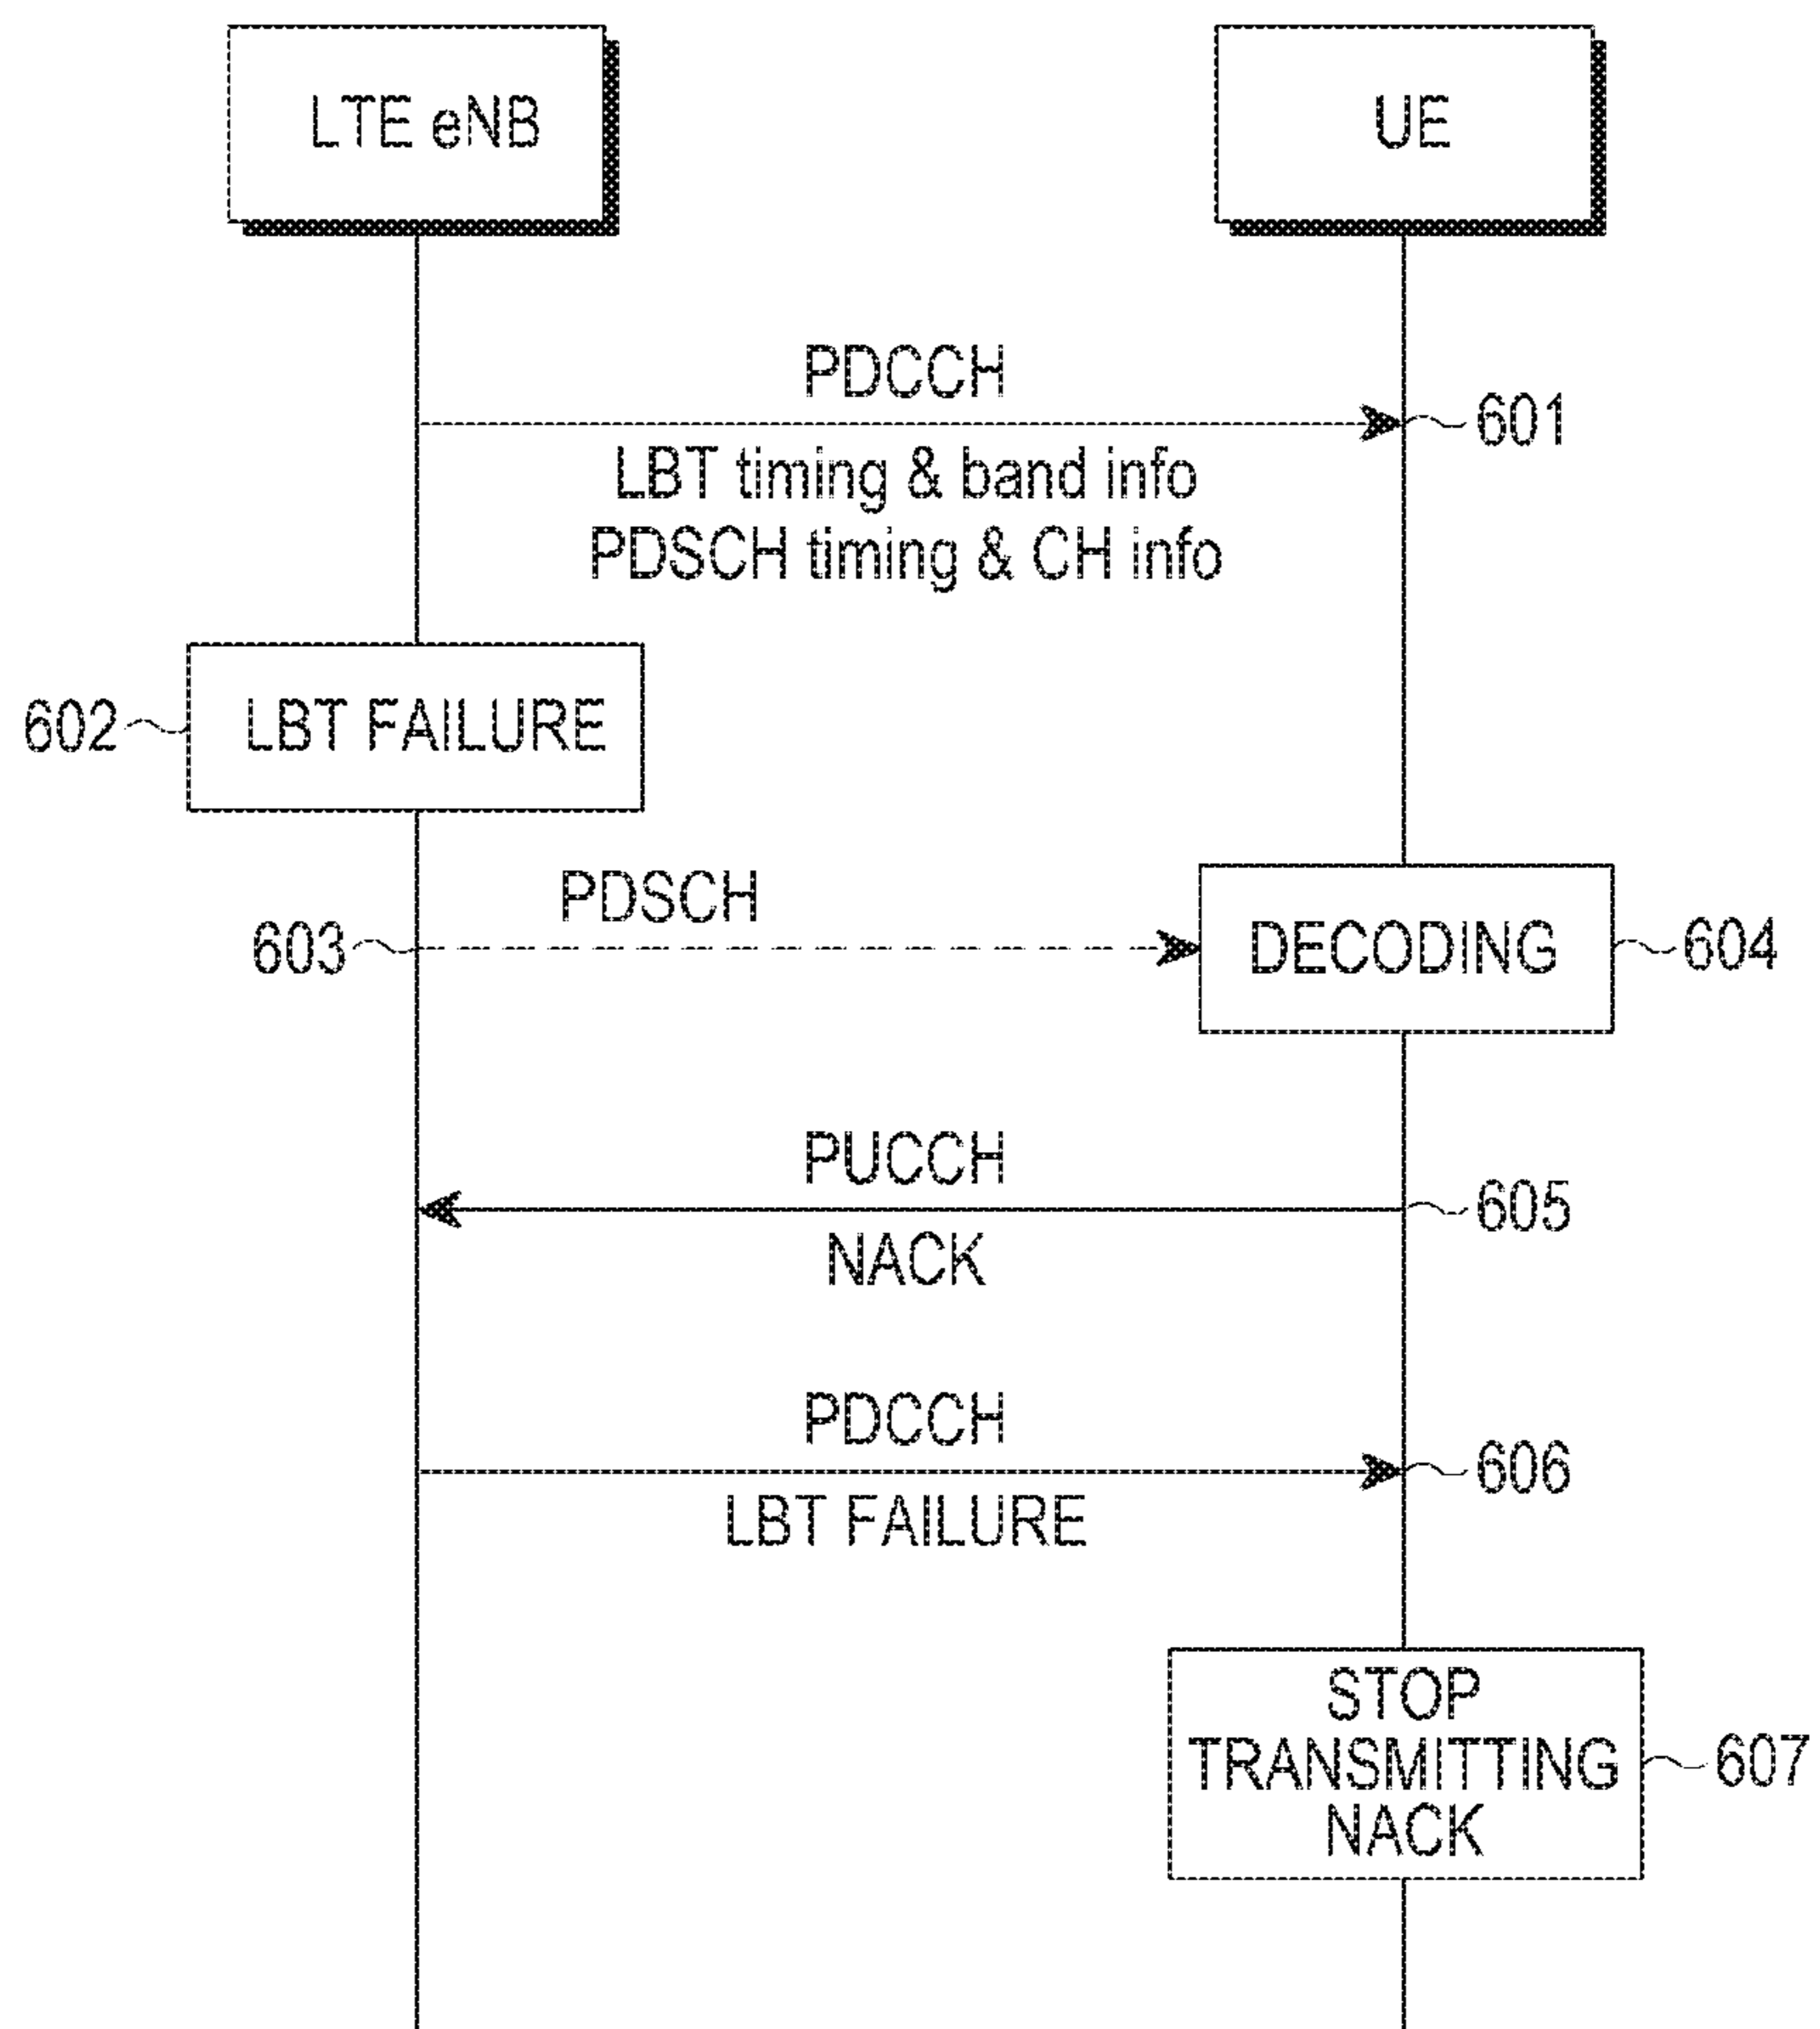 LTE eNB
UE
PDCCH
601
LBT timing & band info
PDSCH timing & CH info
602
LBT FAILURE
PDSCH
603
DECODING
604
PUCCH
605
NACK
PDCCH
606
LBT FAILURE
STOP
TRANSMITTING
607
NACK